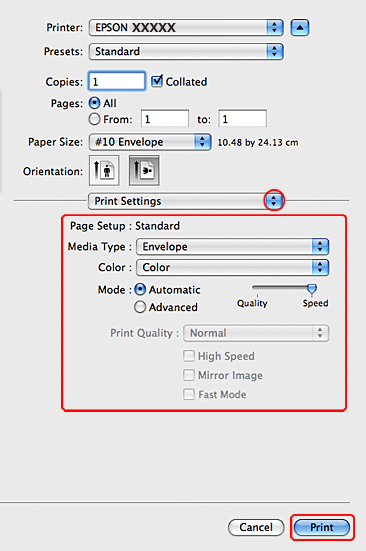 Printer: EPSON XXXXX
Presets: Standard
Copies: 1 Collated
Pages: All
From: 1 to: 1
Paper Size: #10 Envelope 10.48 by 24.13 cm
Orientation:
Print Settings
Page Setup : Standard
Media Type : Envelope
Color : Color
Mode : Automatic
Advanced
Quality Speed
Print Quality : Normal
High Speed
Mirror Image
Fast Mode
Cancel Print